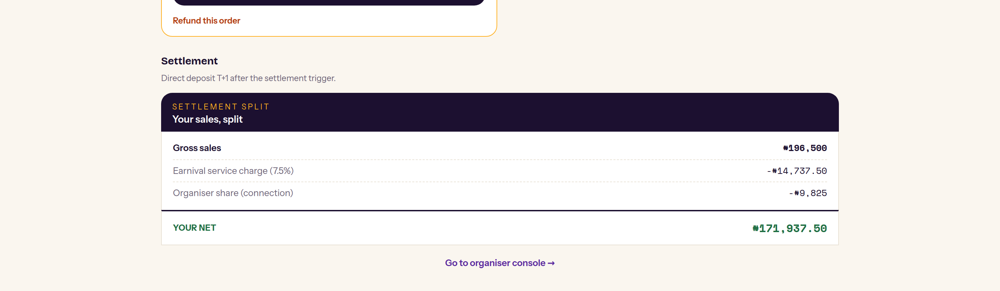 Refund this order
Settlement
Direct deposit T+1 after the settlement trigger.
SETTLEMENT SPLIT
Your sales, split
Gross sales ₦196,500
Earnival service charge (7.5%) -₦14,737.50
Organiser share (connection) -₦9,825
YOUR NET ₦171,937.50
Go to organiser console →